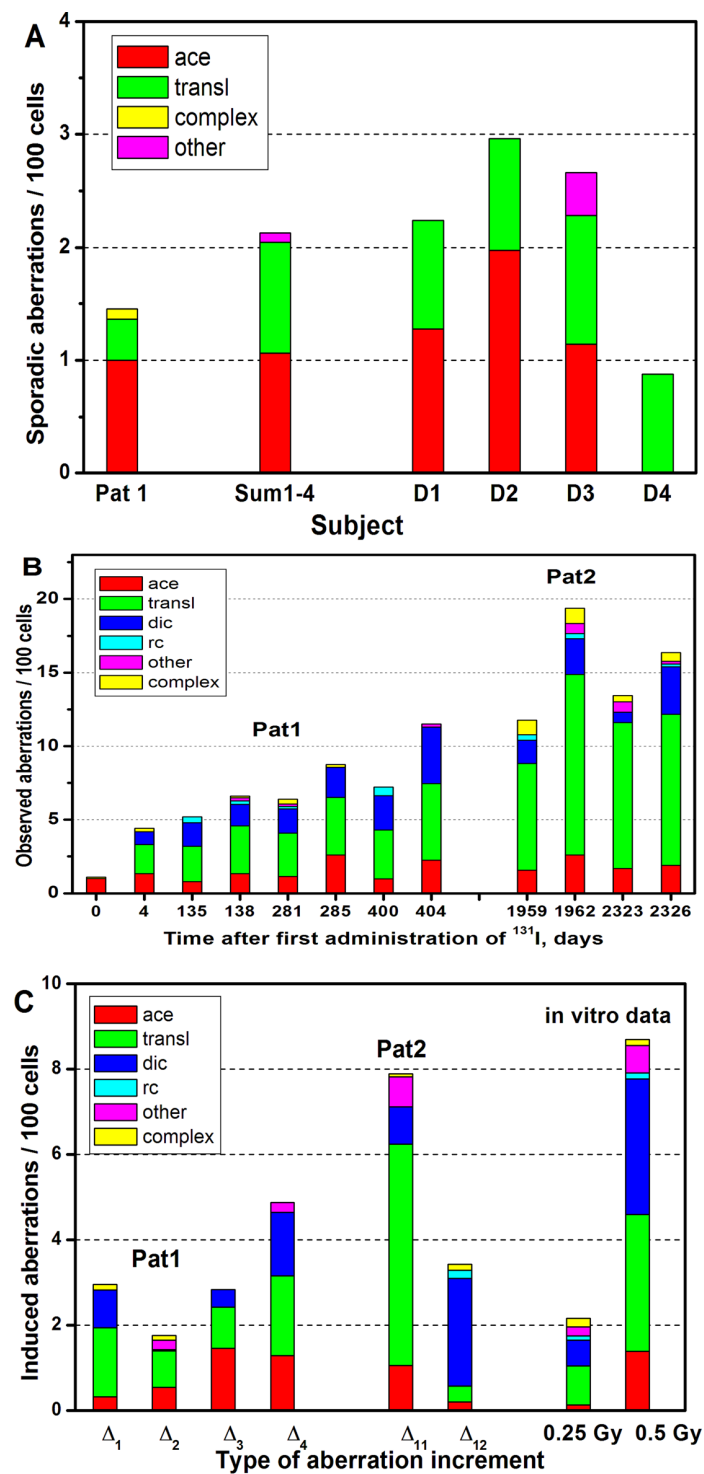 A
4
3
2
1
0
Sporadic aberrations / 100 cells
ace
transl
complex
other
Pat 1 Sum1-4 D1 D2 D3 D4
Subject
B
20
15
10
5
0
Observed aberrations / 100 cells
ace
transl
dic
rc
other
complex
Pat1
Pat2
0 4 135 138 281 285 400 404 1959 1962 2323 2326
Time after first administration of ¹³¹I, days
C
10
8
6
4
2
0
Induced aberrations / 100 cells
ace
transl
dic
rc
other
complex
Pat1
Pat2
in vitro data
Δ₁ Δ₂ Δ₃ Δ₄ Δ₁₁ Δ₁₂ 0.25 Gy 0.5 Gy
Type of aberration increment